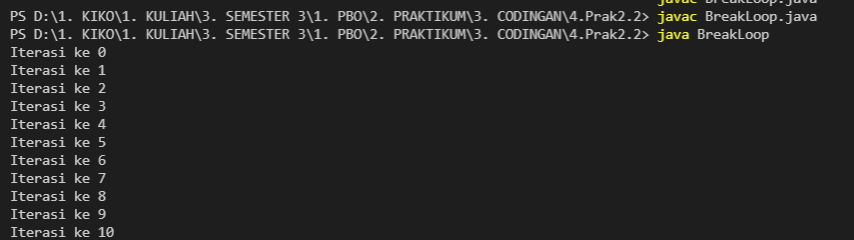 javac BreakLoop.java
PS D:\1. KIKO\1. KULIAH\3. SEMESTER 3\1. PBO\2. PRAKTIKUM\3. CODINGAN\4.Prak2.2> javac BreakLoop.java
PS D:\1. KIKO\1. KULIAH\3. SEMESTER 3\1. PBO\2. PRAKTIKUM\3. CODINGAN\4.Prak2.2> java BreakLoop
Iterasi ke 0
Iterasi ke 1
Iterasi ke 2
Iterasi ke 3
Iterasi ke 4
Iterasi ke 5
Iterasi ke 6
Iterasi ke 7
Iterasi ke 8
Iterasi ke 9
Iterasi ke 10